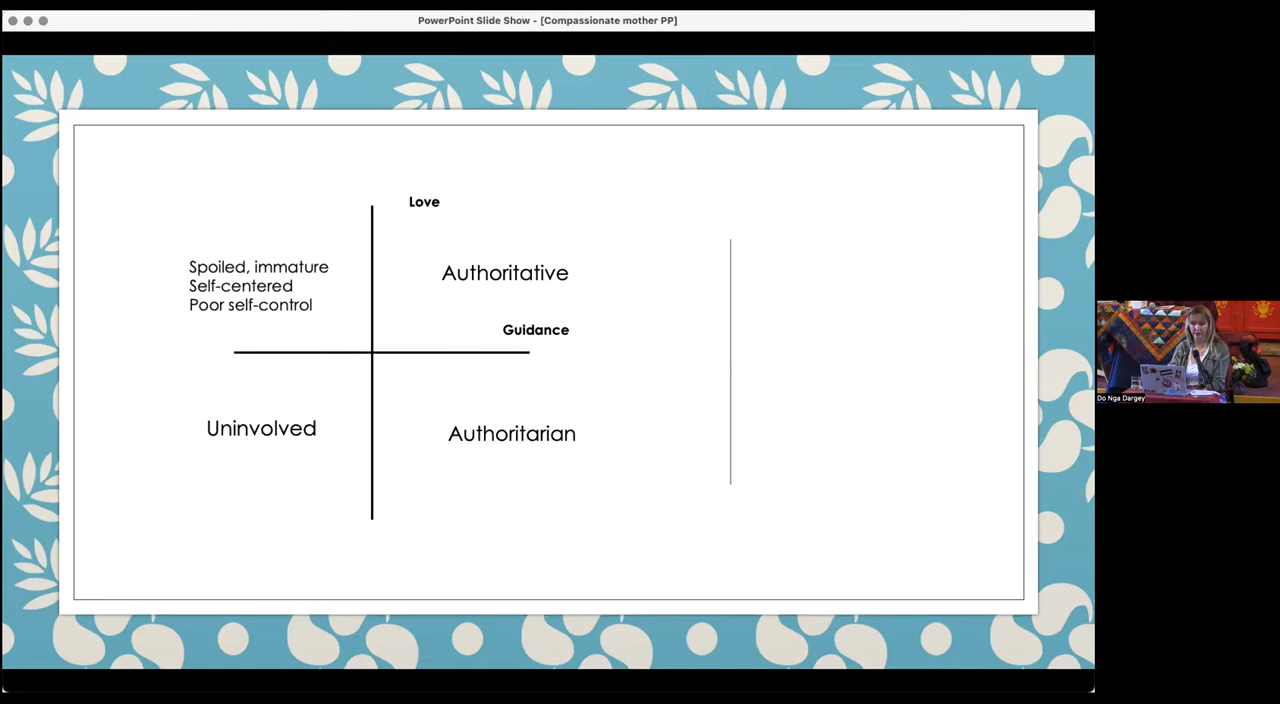 PowerPoint Slide Show - [Compassionate mother PP]
Love
Spoiled, immature
Self-centered
Poor self-control
Authoritative
Guidance
Uninvolved
Authoritarian
Do Nga Dargey